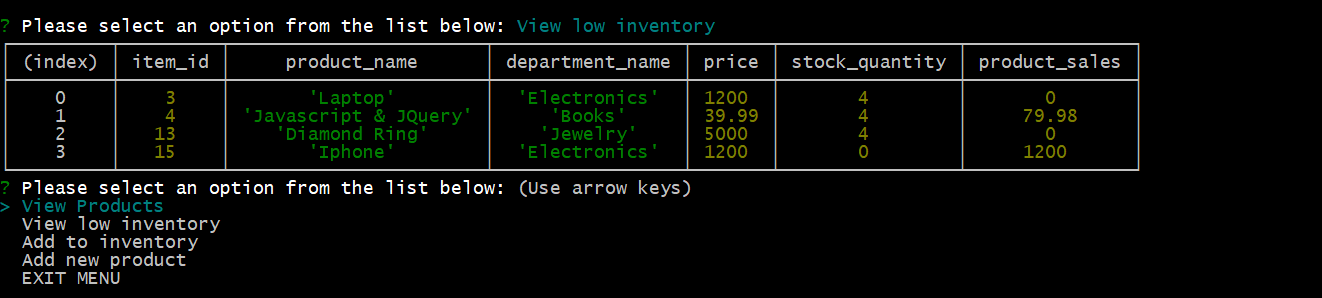 ? Please select an option from the list below: View low inventory
(index) item_id product_name department_name price stock_quantity product_sales
0 3 'Laptop' 'Electronics' 1200 4 0
1 4 'Javascript & JQuery' 'Books' 39.99 4 79.98
2 13 'Diamond Ring' 'Jewelry' 5000 4 0
3 15 'Iphone' 'Electronics' 1200 0 1200
? Please select an option from the list below: (Use arrow keys)
> View Products
View low inventory
Add to inventory
Add new product
EXIT MENU